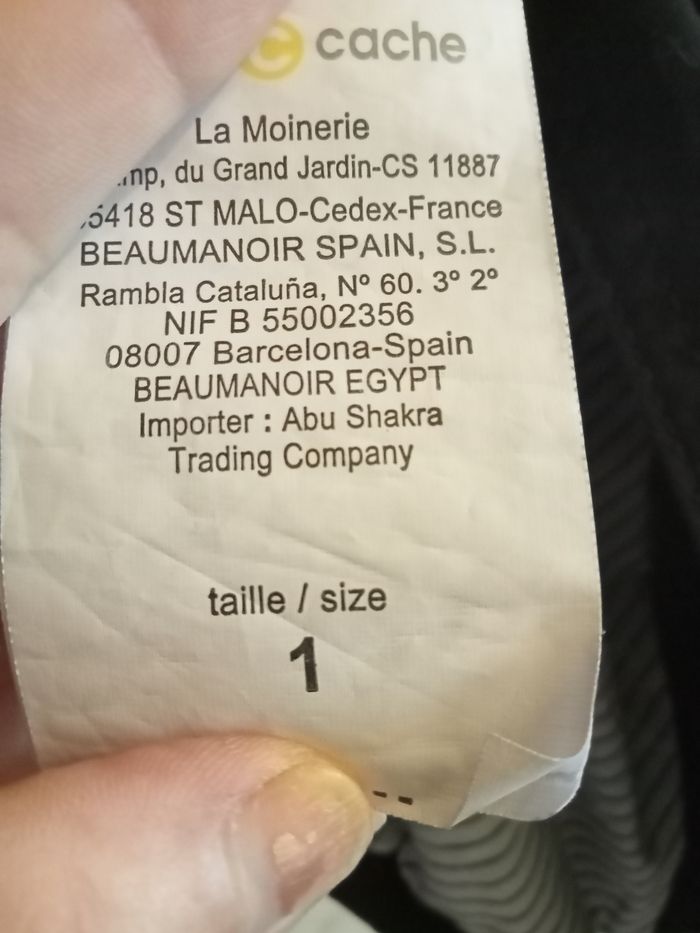 cache
La Moinerie
du Grand Jardin-CS 11887
5418 ST MALO-Cedex-France
BEAUMANOIR SPAIN, S.L.
Rambla Cataluña, Nº 60. 3º 2º
NIF B 55002356
08007 Barcelona-Spain
BEAUMANOIR EGYPT
Importer : Abu Shakra
Trading Company
taille / size
1